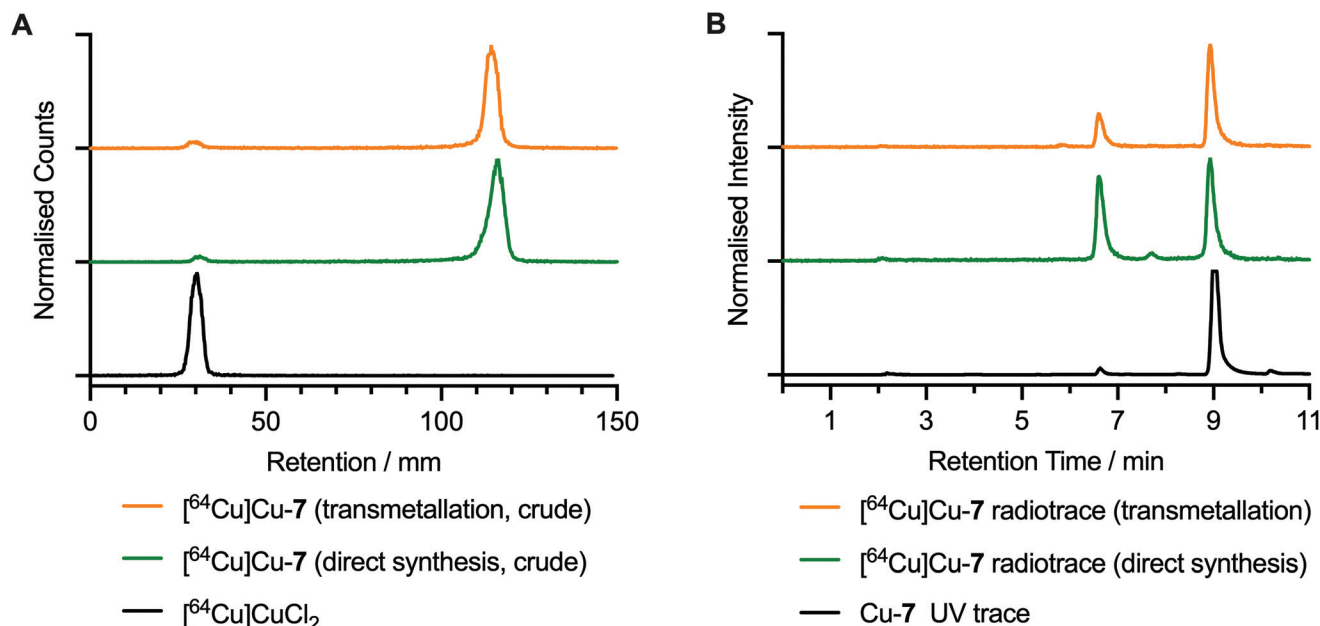 A
Normalised Counts
0 50 100 150
Retention / mm
[⁶⁴Cu]Cu-7 (transmetallation, crude)
[⁶⁴Cu]Cu-7 (direct synthesis, crude)
[⁶⁴Cu]CuCl₂
B
Normalised Intensity
1 3 5 7 9 11
Retention Time / min
[⁶⁴Cu]Cu-7 radiotrace (transmetallation)
[⁶⁴Cu]Cu-7 radiotrace (direct synthesis)
Cu-7 UV trace